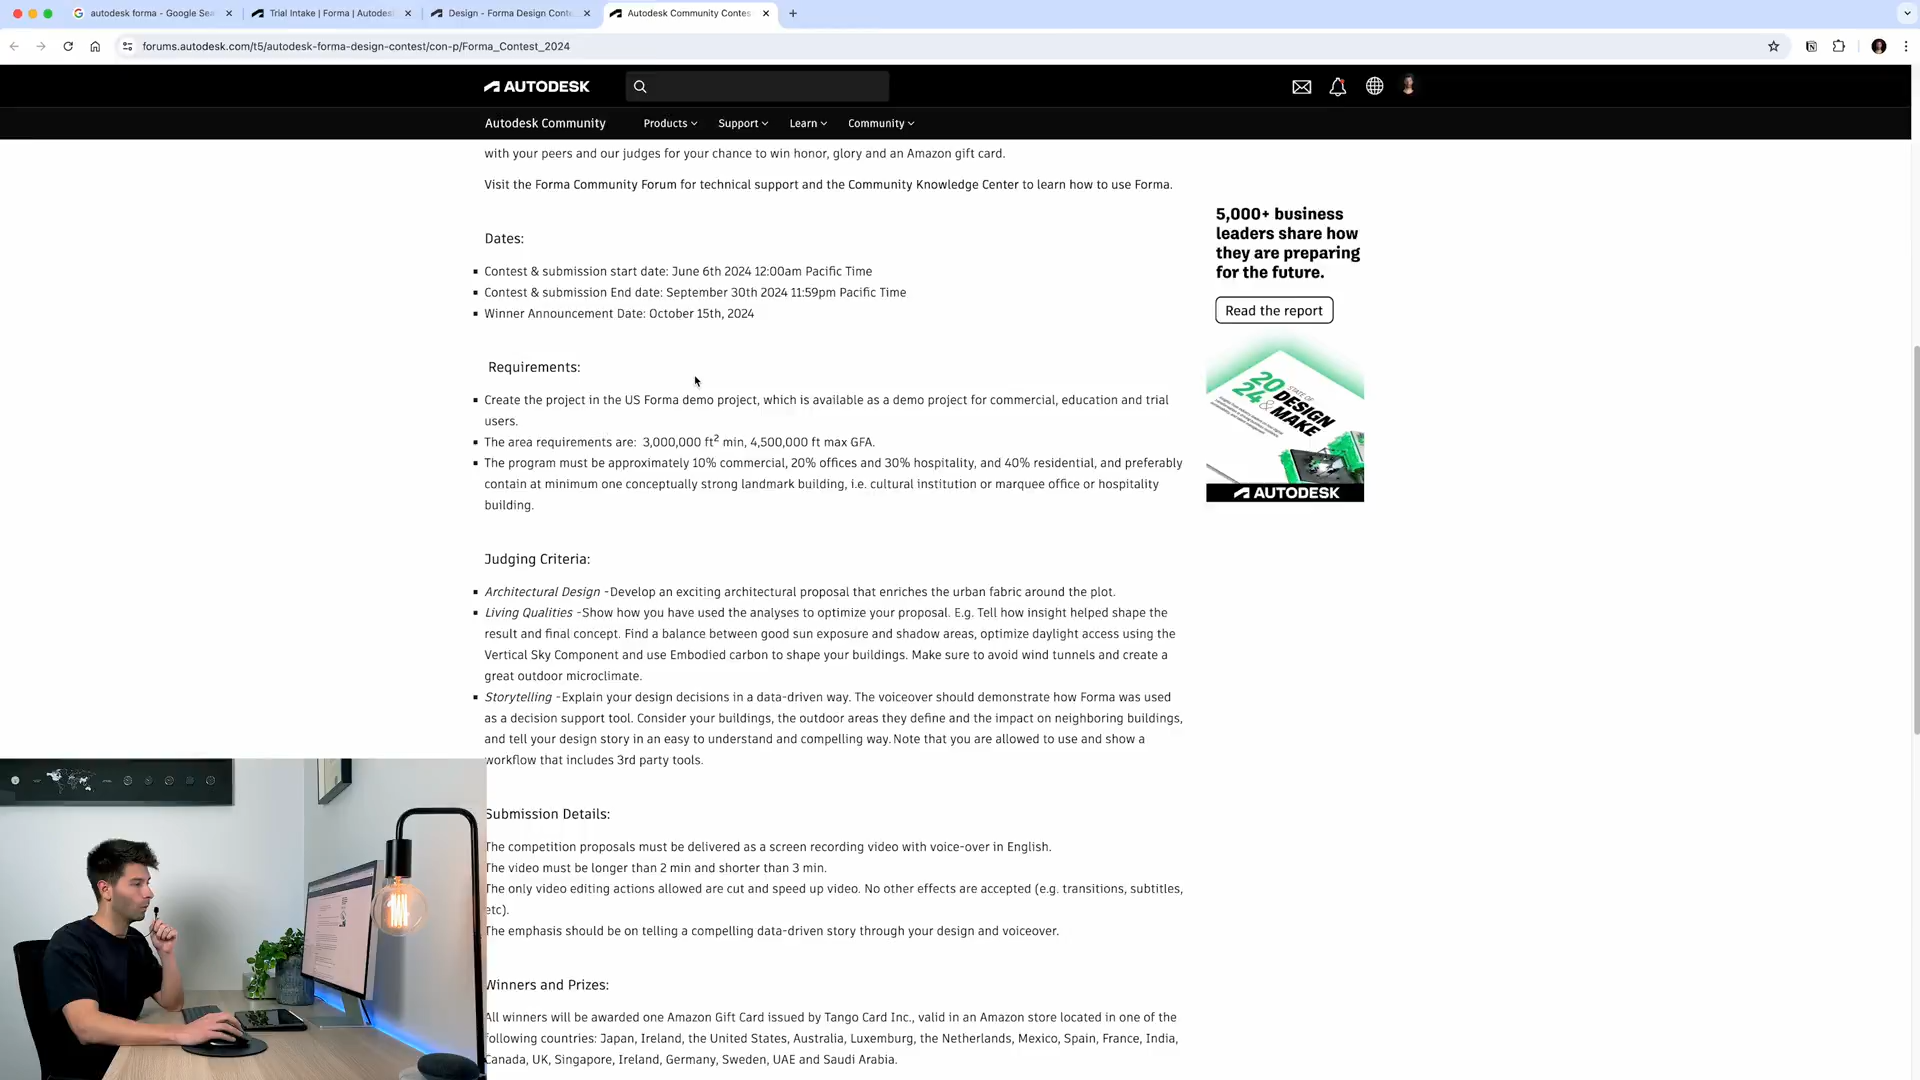 autodesk forma - Google Sea
Trial Intake | Forma | Autodes
Design - Forma Design Conte
Autodesk Community Contes
forums.autodesk.com/t5/autodesk-forma-design-contest/con-p/Forma_Contest_2024
AUTODESK
Autodesk Community
Products
Support
Learn
Community
with your peers and our judges for your chance to win honor, glory and an Amazon gift card.
Visit the Forma Community Forum for technical support and the Community Knowledge Center to learn how to use Forma.
Dates:
Contest & submission start date: June 6th 2024 12:00am Pacific Time
Contest & submission End date: September 30th 2024 11:59pm Pacific Time
Winner Announcement Date: October 15th, 2024
Requirements:
Create the project in the US Forma demo project, which is available as a demo project for commercial, education and trial
users.
The area requirements are: 3,000,000 ft² min, 4,500,000 ft max GFA.
The program must be approximately 10% commercial, 20% offices and 30% hospitality, and 40% residential, and preferably
contain at minimum one conceptually strong landmark building, i.e. cultural institution or marquee office or hospitality
building.
Judging Criteria:
Architectural Design -Develop an exciting architectural proposal that enriches the urban fabric around the plot.
Living Qualities -Show how you have used the analyses to optimize your proposal. E.g. Tell how insight helped shape the
result and final concept. Find a balance between good sun exposure and shadow areas, optimize daylight access using the
Vertical Sky Component and use Embodied carbon to shape your buildings. Make sure to avoid wind tunnels and create a
great outdoor microclimate.
Storytelling -Explain your design decisions in a data-driven way. The voiceover should demonstrate how Forma was used
as a decision support tool. Consider your buildings, the outdoor areas they define and the impact on neighboring buildings,
and tell your design story in an easy to understand and compelling way. Note that you are allowed to use and show a
workflow that includes 3rd party tools.
Submission Details:
The competition proposals must be delivered as a screen recording video with voice-over in English.
The video must be longer than 2 min and shorter than 3 min.
The only video editing actions allowed are cut and speed up video. No other effects are accepted (e.g. transitions, subtitles,
etc).
The emphasis should be on telling a compelling data-driven story through your design and voiceover.
Winners and Prizes:
All winners will be awarded one Amazon Gift Card issued by Tango Card Inc., valid in an Amazon store located in one of the
following countries: Japan, Ireland, the United States, Australia, Luxemburg, the Netherlands, Mexico, Spain, France, India,
Canada, UK, Singapore, Ireland, Germany, Sweden, UAE and Saudi Arabia.
5,000+ business
leaders share how
they are preparing
for the future.
Read the report
20
24
STATE OF
DESIGN
& MAKE
AUTODESK